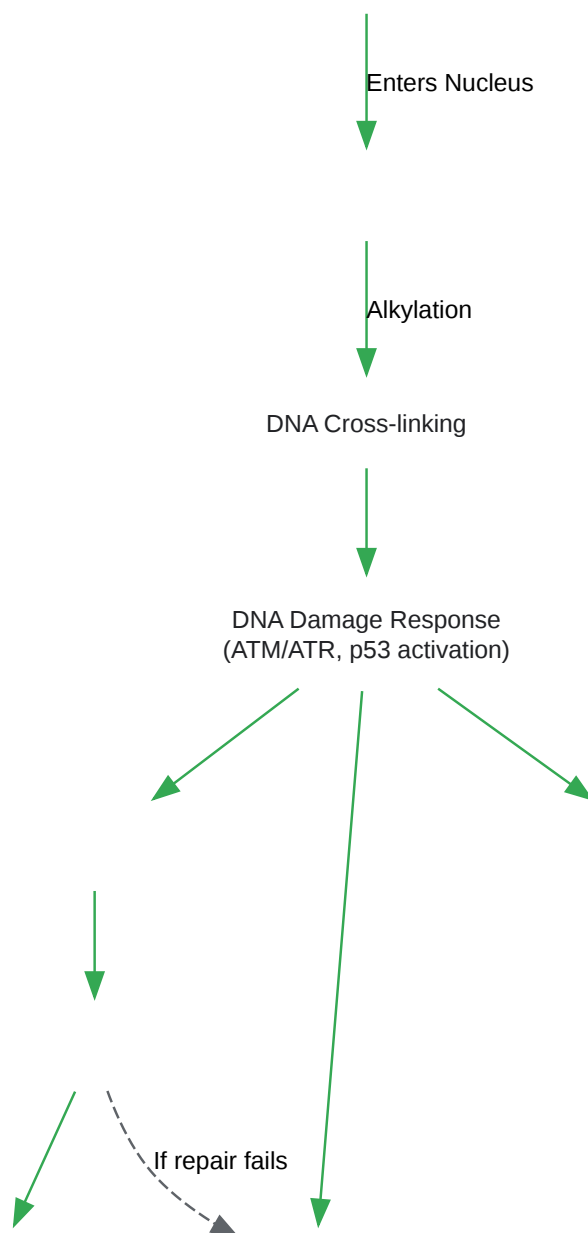 Enters Nucleus
Alkylation
DNA Cross-linking
DNA Damage Response
(ATM/ATR, p53 activation)
If repair fails